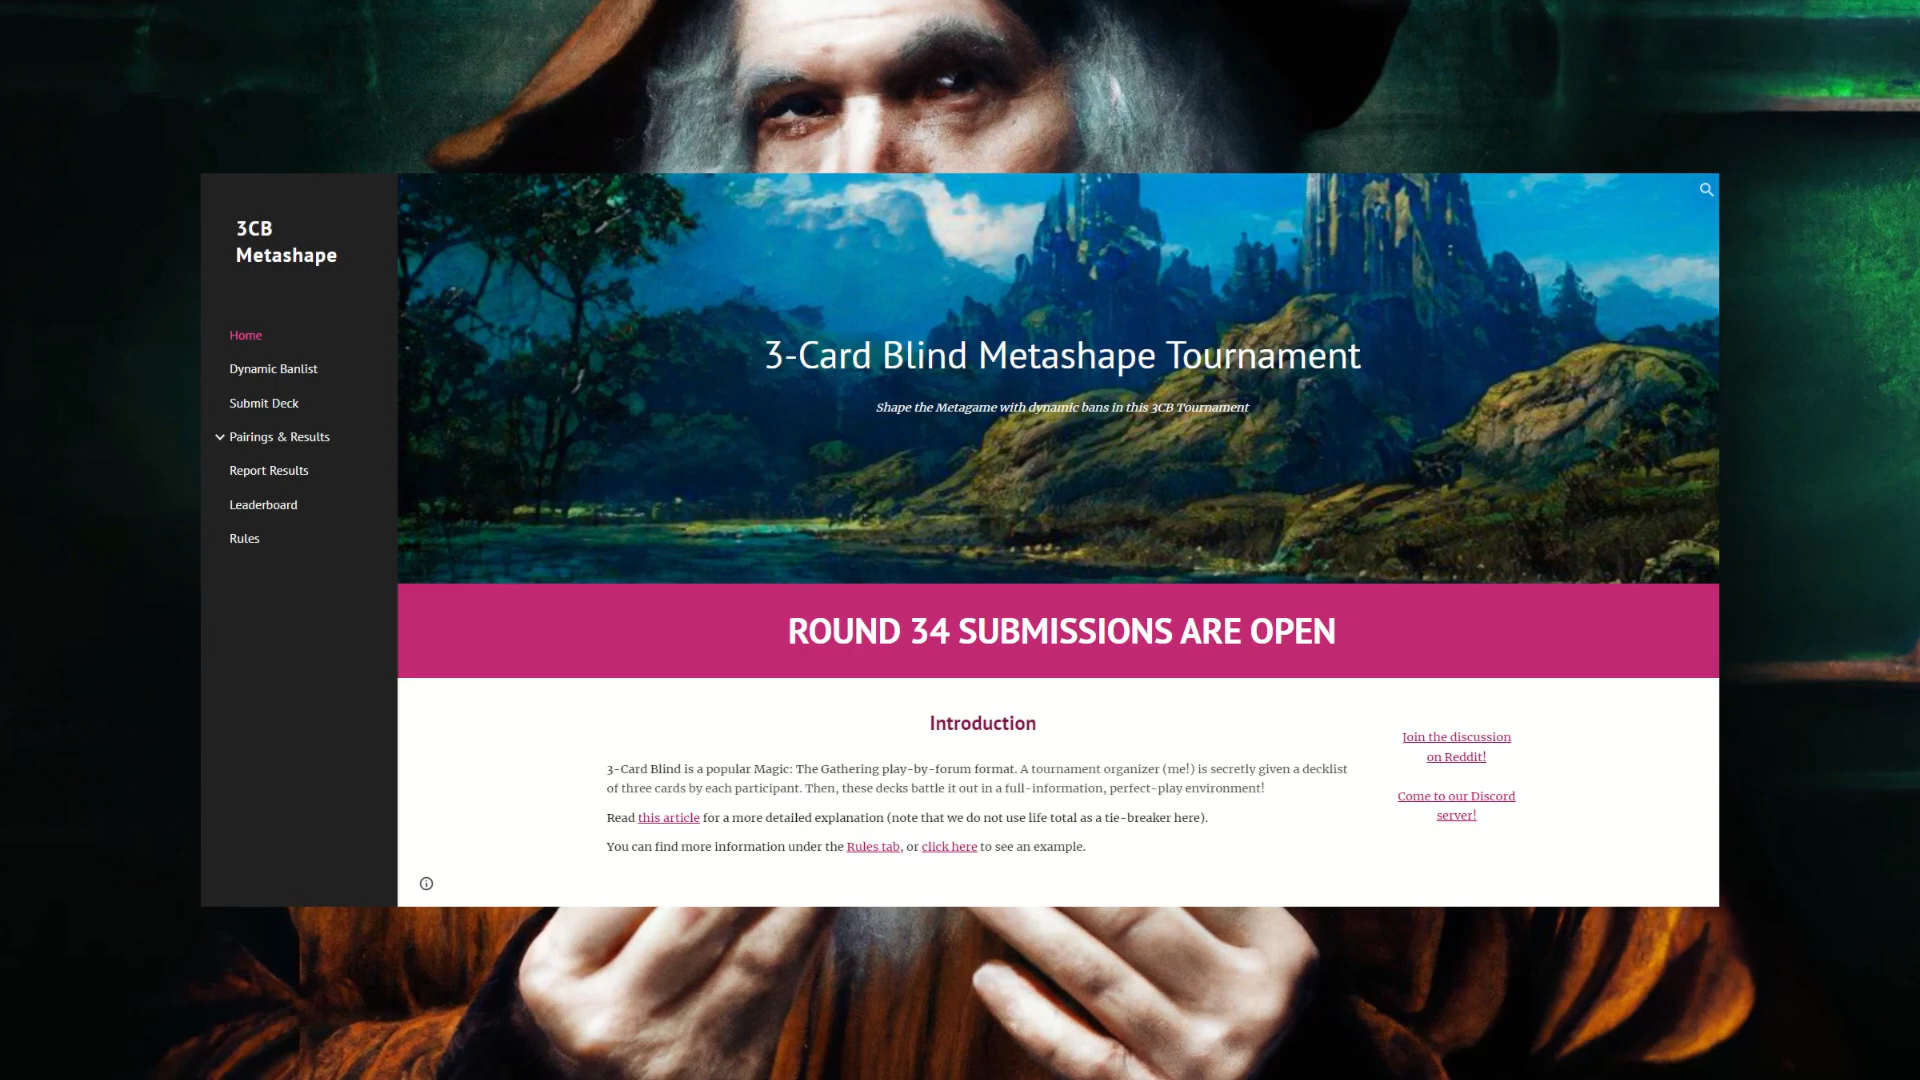 3CB
Metashape
Home
Dynamic Banlist
Submit Deck
Pairings & Results
Report Results
Leaderboard
Rules
3-Card Blind Metashape Tournament
Shape the Metagame with dynamic bans in this 3CB Tournament
ROUND 34 SUBMISSIONS ARE OPEN
Introduction
3-Card Blind is a popular Magic: The Gathering play-by-forum format. A tournament organizer (me!) is secretly given a decklist
of three cards by each participant. Then, these decks battle it out in a full-information, perfect-play environment!
Read this article for a more detailed explanation (note that we do not use life total as a tie-breaker here).
You can find more information under the Rules tab, or click here to see an example.
Join the discussion
on Reddit!
Come to our Discord
server!